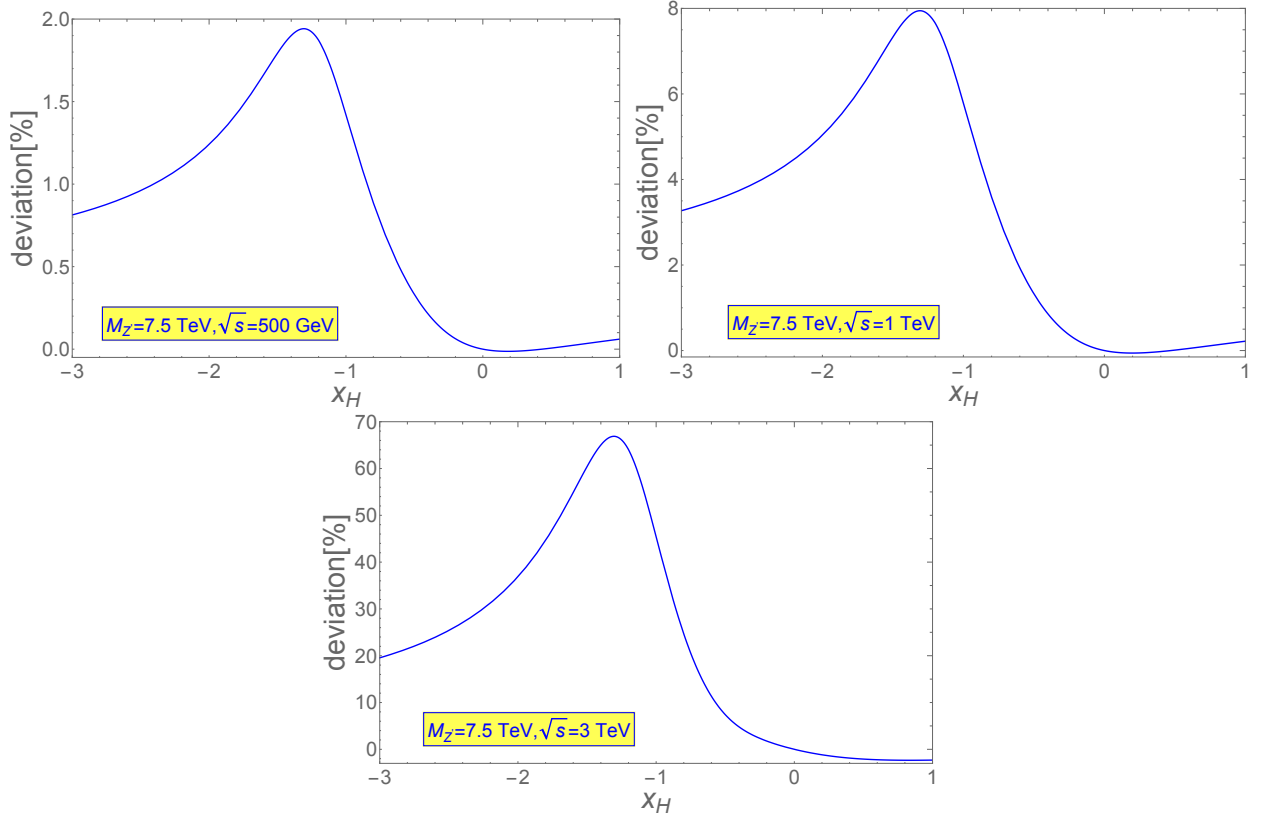 2.0
1.5
1.0
0.5
0.0
deviation[%]
M_Z'=7.5 TeV,√s=500 GeV
−3 −2 −1 0 1
x_H
8
6
4
2
0
deviation[%]
M_Z'=7.5 TeV,√s=1 TeV
−3 −2 −1 0 1
x_H
70
60
50
40
30
20
10
0
deviation[%]
M_Z'=7.5 TeV,√s=3 TeV
−3 −2 −1 0 1
x_H